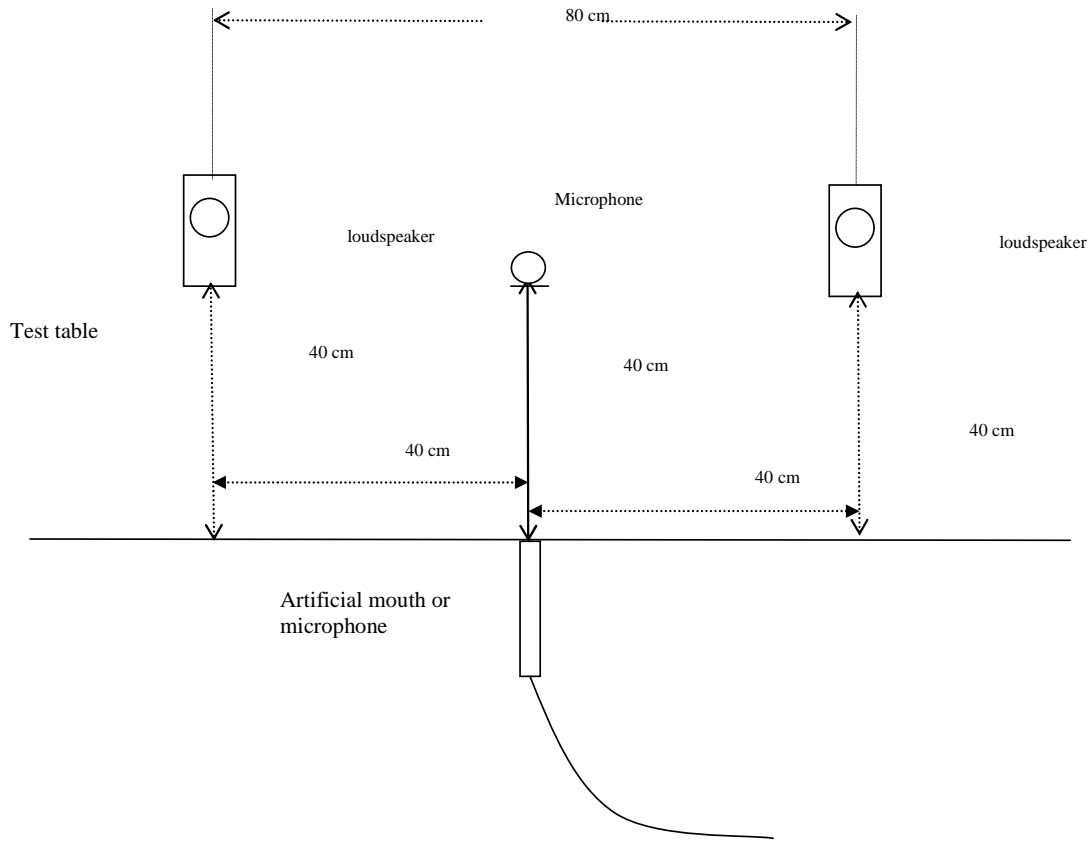 80 cm
Microphone
loudspeaker
loudspeaker
Test table
40 cm
40 cm
40 cm
40 cm
40 cm
Artificial mouth or
microphone